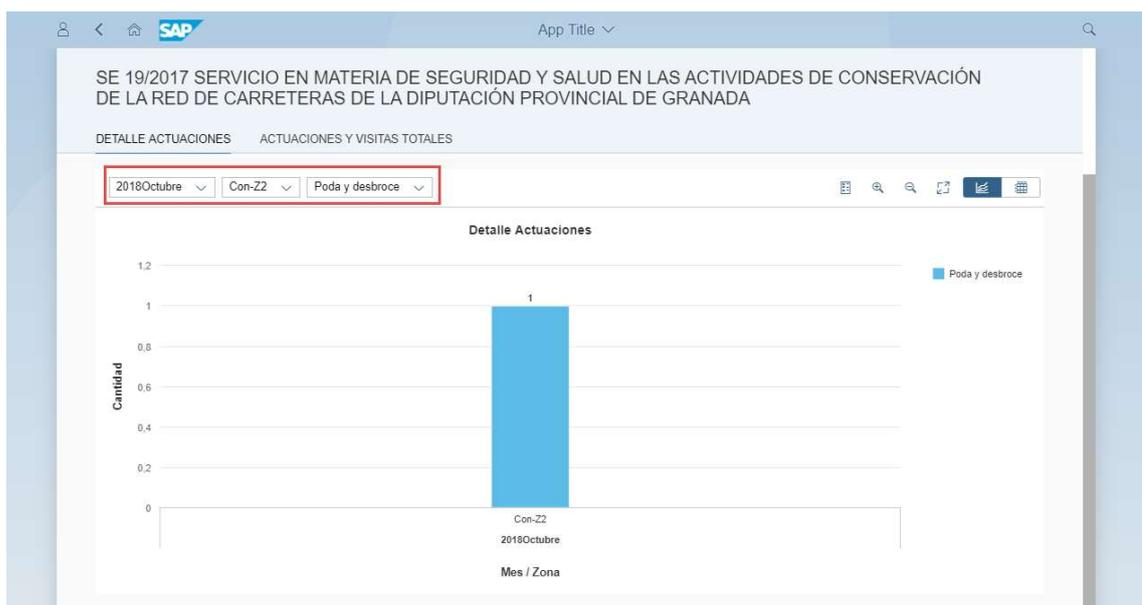 SAP
App Title
SE 19/2017 SERVICIO EN MATERIA DE SEGURIDAD Y SALUD EN LAS ACTIVIDADES DE CONSERVACIÓN
DE LA RED DE CARRETERAS DE LA DIPUTACIÓN PROVINCIAL DE GRANADA
DETALLE ACTUACIONES ACTUACIONES Y VISITAS TOTALES
2018Octubre Con-Z2 Poda y desbroce
Detalle Actuaciones
1,2
Poda y desbroce
1
1
0,8
0,6
Cantidad
0,4
0,2
0
Con-Z2
2018Octubre
Mes / Zona